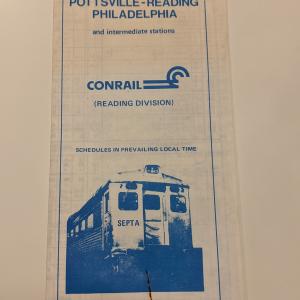 POTTSVILLE-READING
PHILADELPHIA
and intermediate stations
CONRAIL
(READING DIVISION)
SCHEDULES IN PREVAILING LOCAL TIME
SEPTA